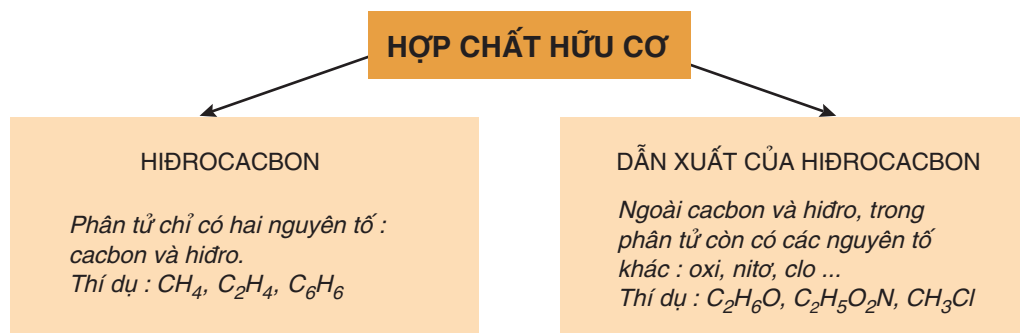 HỢP CHẤT HỮU CƠ
HIĐROCACBON
Phân tử chỉ có hai nguyên tố :
cacbon và hiđro.
Thí dụ : CH₄, C₂H₄, C₆H₆
DẪN XUẤT CỦA HIĐROCACBON
Ngoài cacbon và hiđro, trong
phân tử còn có các nguyên tố
khác : oxi, nitơ, clo ...
Thí dụ : C₂H₆O, C₂H₅O₂N, CH₃Cl